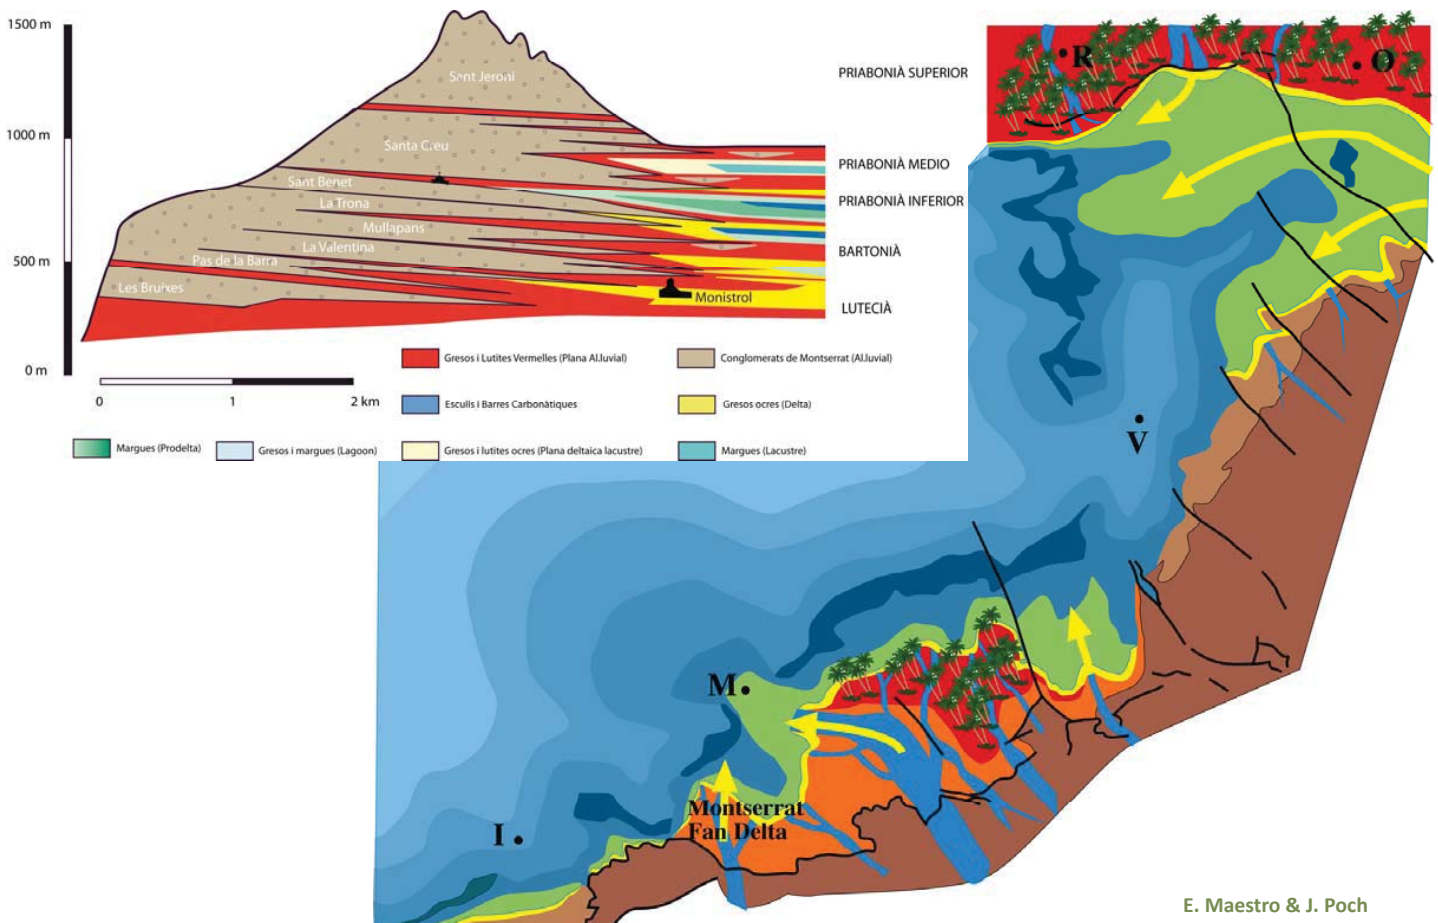 1500 m
1000 m
500 m
0 m
Sant Jeroni
Santa Creu
Sant Benet
La Trona
Mullapans
La Valentina
Pas de la Barra
Les Bruixes
Monistrol
PRIABONIÀ SUPERIOR
PRIABONIÀ MEDIO
PRIABONIÀ INFERIOR
BARTONIÀ
LUTECIÀ
0
1
2 km
Gresos i Lutites Vermelles (Plana Al.luvial)
Conglomerats de Montserrat (Al.luvial)
Esculls i Barres Carbonàtiques
Gresos ocres (Delta)
Margues (Prodelta)
Gresos i margues (Lagoon)
Gresos i lutites ocres (Plana deltaica lacustre)
Margues (Lacustre)
R
O
V
M
I
Montserrat
Fan Delta
E. Maestro & J. Poch